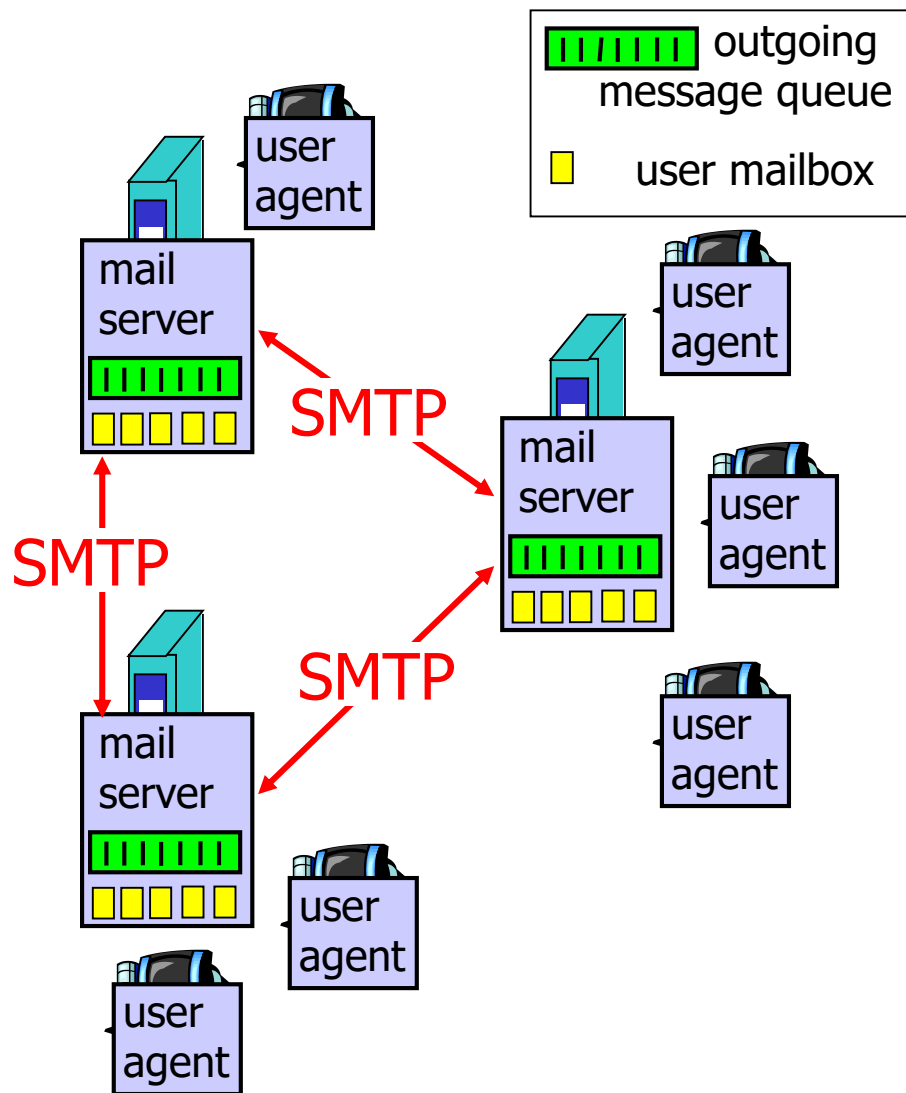 outgoing
message queue
user mailbox
user
agent
mail
server
SMTP
user
agent
mail
server
user
agent
SMTP
SMTP
user
agent
mail
server
user
agent
user
agent